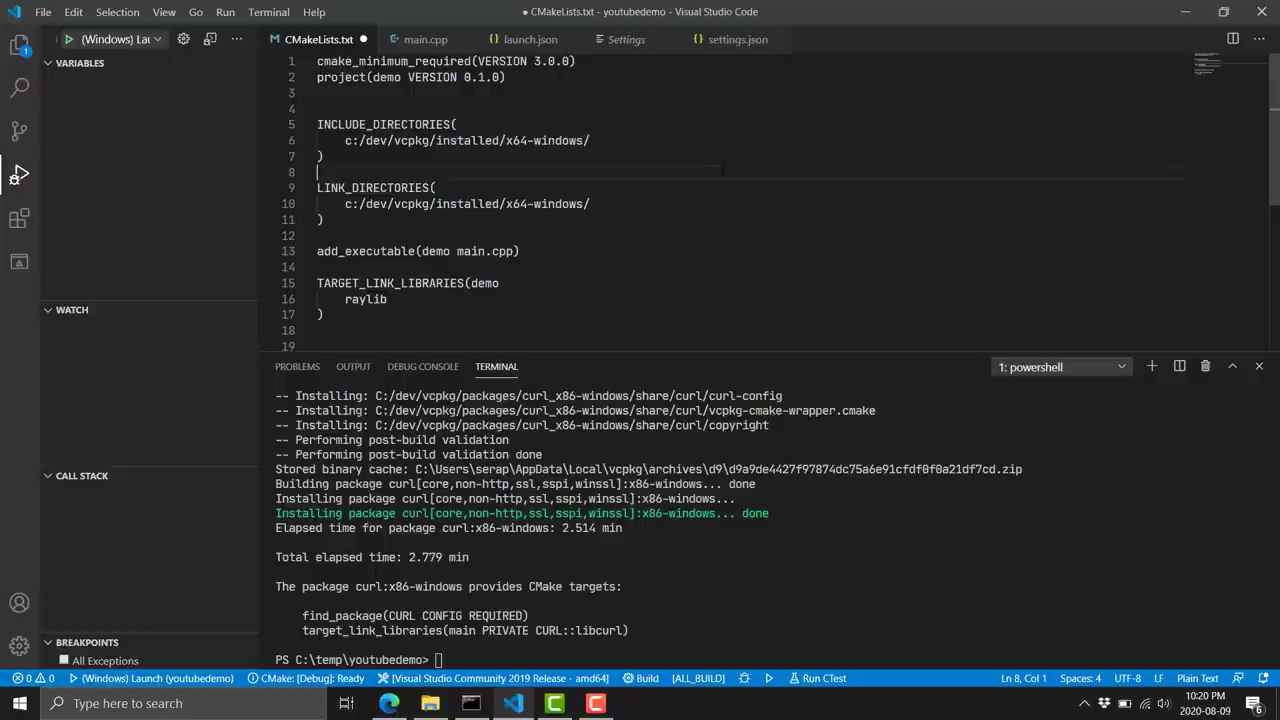 File Edit Selection View Go Run Terminal Help
● CMakeLists.txt - youtubedemo - Visual Studio Code
(Windows) Lau
CMakeLists.txt ● main.cpp launch.json Settings settings.json
1
VARIABLES
WATCH
CALL STACK
BREAKPOINTS
All Exceptions
1 cmake_minimum_required(VERSION 3.0.0)
2 project(demo VERSION 0.1.0)
3
4
5 INCLUDE_DIRECTORIES(
6 c:/dev/vcpkg/installed/x64-windows/
7 )
8
9 LINK_DIRECTORIES(
10 c:/dev/vcpkg/installed/x64-windows/
11 )
12
13 add_executable(demo main.cpp)
14
15 TARGET_LINK_LIBRARIES(demo
16 raylib
17 )
18
19
PROBLEMS OUTPUT DEBUG CONSOLE TERMINAL 1: powershell
-- Installing: C:/dev/vcpkg/packages/curl_x86-windows/share/curl/curl-config
-- Installing: C:/dev/vcpkg/packages/curl_x86-windows/share/curl/vcpkg-cmake-wrapper.cmake
-- Installing: C:/dev/vcpkg/packages/curl_x86-windows/share/curl/copyright
-- Performing post-build validation
-- Performing post-build validation done
Stored binary cache: C:\Users\serap\AppData\Local\vcpkg\archives\d9\d9a9de4427f97874dc75a6e91cfdf0f0a21df7cd.zip
Building package curl[core,non-http,ssl,sspi,winssl]:x86-windows... done
Installing package curl[core,non-http,ssl,sspi,winssl]:x86-windows...
Installing package curl[core,non-http,ssl,sspi,winssl]:x86-windows... done
Elapsed time for package curl:x86-windows: 2.514 min
Total elapsed time: 2.779 min
The package curl:x86-windows provides CMake targets:
find_package(CURL CONFIG REQUIRED)
target_link_libraries(main PRIVATE CURL::libcurl)
PS C:\temp\youtubedemo>
0 0 (Windows) Launch (youtubedemo) CMake: [Debug]: Ready [Visual Studio Community 2019 Release - amd64] Build [ALL_BUILD] Run CTest Ln 8, Col 1 Spaces: 4 UTF-8 LF Plain Text
Type here to search
10:20 PM
2020-08-09
6